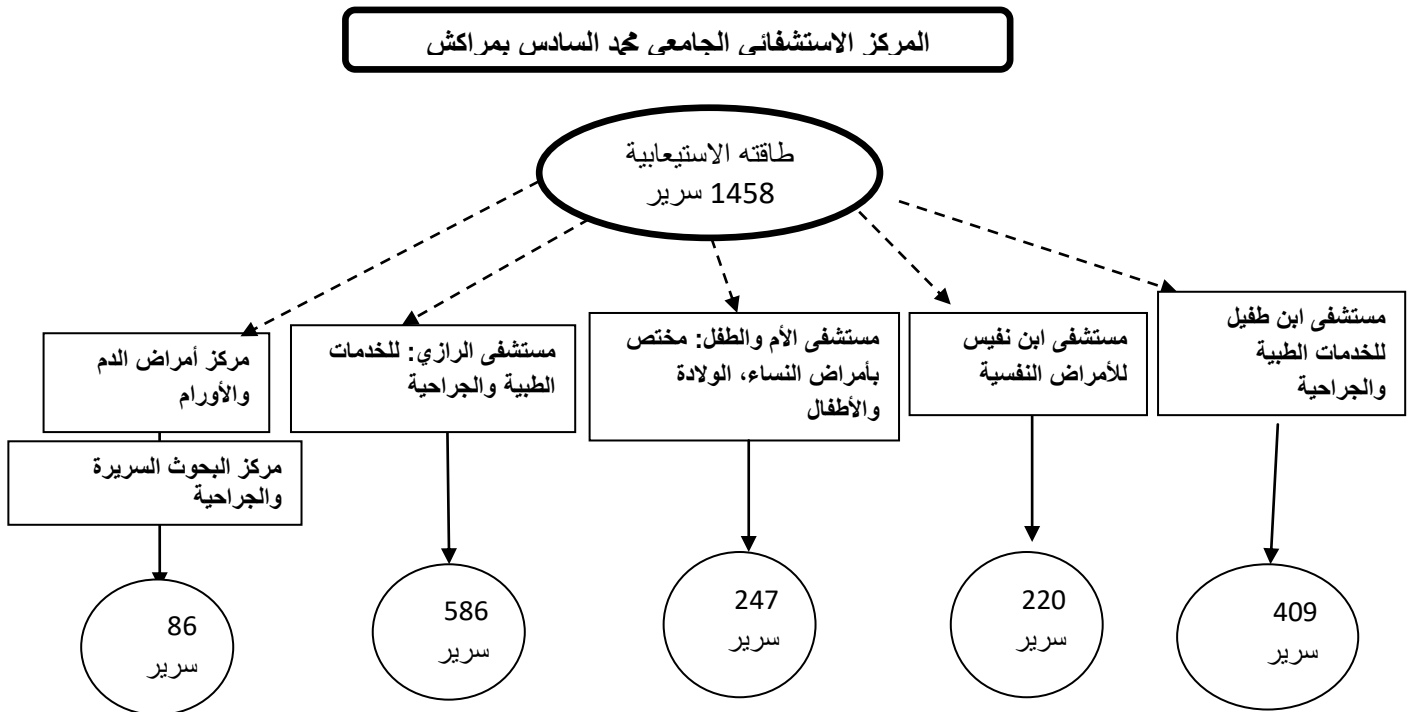 المركز الاستشفائي الجامعي محمد السادس بمراكش
طاقته الاستيعابية
1458 سرير
مستشفى ابن طفيل
للخدمات الطبية
والجراحية
مستشفى ابن نفيس
للأمراض النفسية
مستشفى الأم والطفل: مختص
بأمراض النساء، الولادة
والأطفال
مستشفى الرازي: للخدمات
الطبية والجراحية
مركز أمراض الدم
والأورام
مركز البحوث السريرة
والجراحية
409
سرير
220
سرير
247
سرير
586
سرير
86
سرير